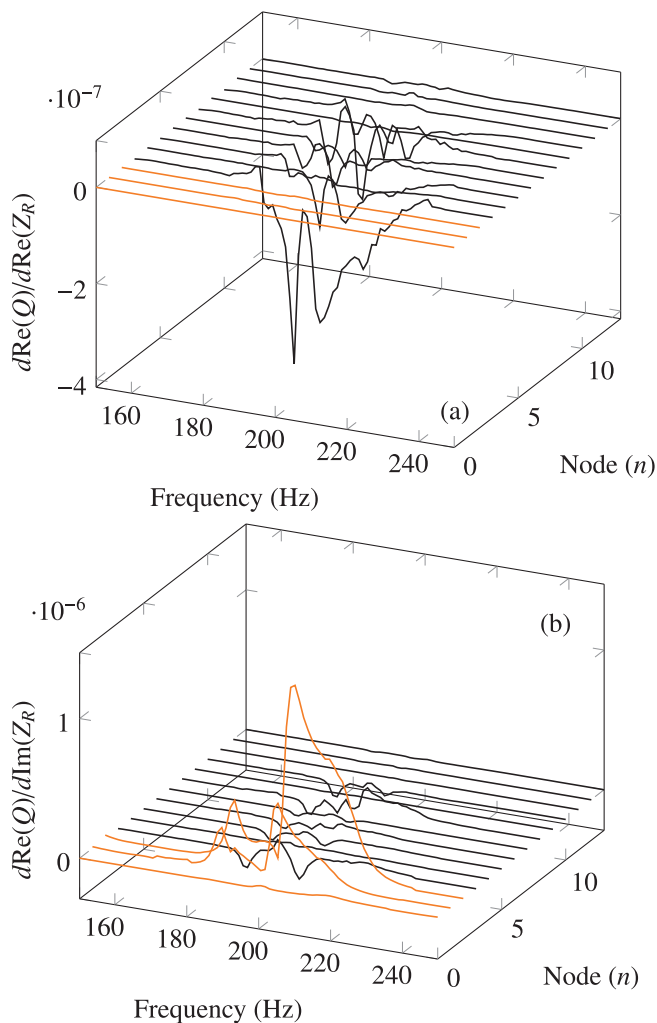 ·10⁻⁷
0
−2
−4
dRe(Q)/dRe(Z_R)
160
180
200
220
240
0
5
10
(a)
Node (n)
Frequency (Hz)
·10⁻⁶
(b)
1
0
dRe(Q)/dIm(Z_R)
160
180
200
220
240
0
5
10
Node (n)
Frequency (Hz)